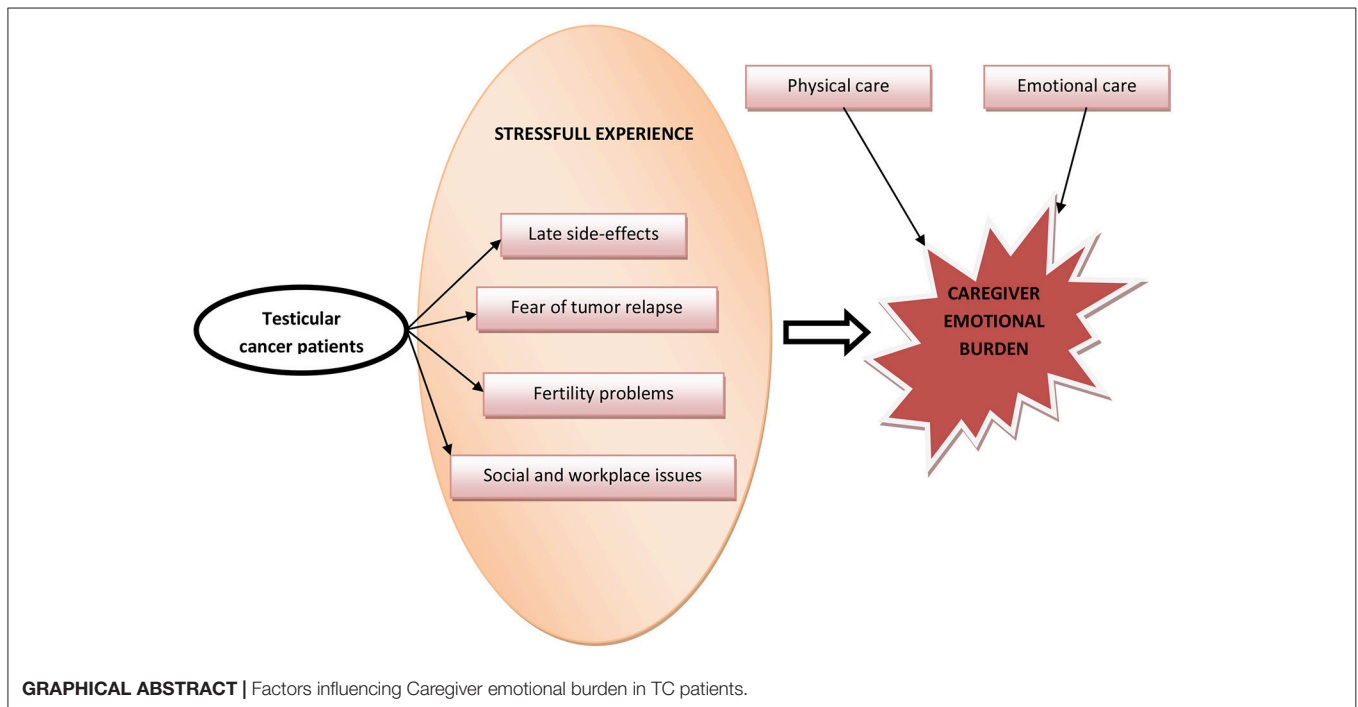 Physical care
Emotional care
STRESSFULL EXPERIENCE
Late side-effects
Fear of tumor relapse
Testicular
cancer patients
Fertility problems
Social and workplace issues
CAREGIVER
EMOTIONAL
BURDEN
GRAPHICAL ABSTRACT | Factors influencing Caregiver emotional burden in TC patients.